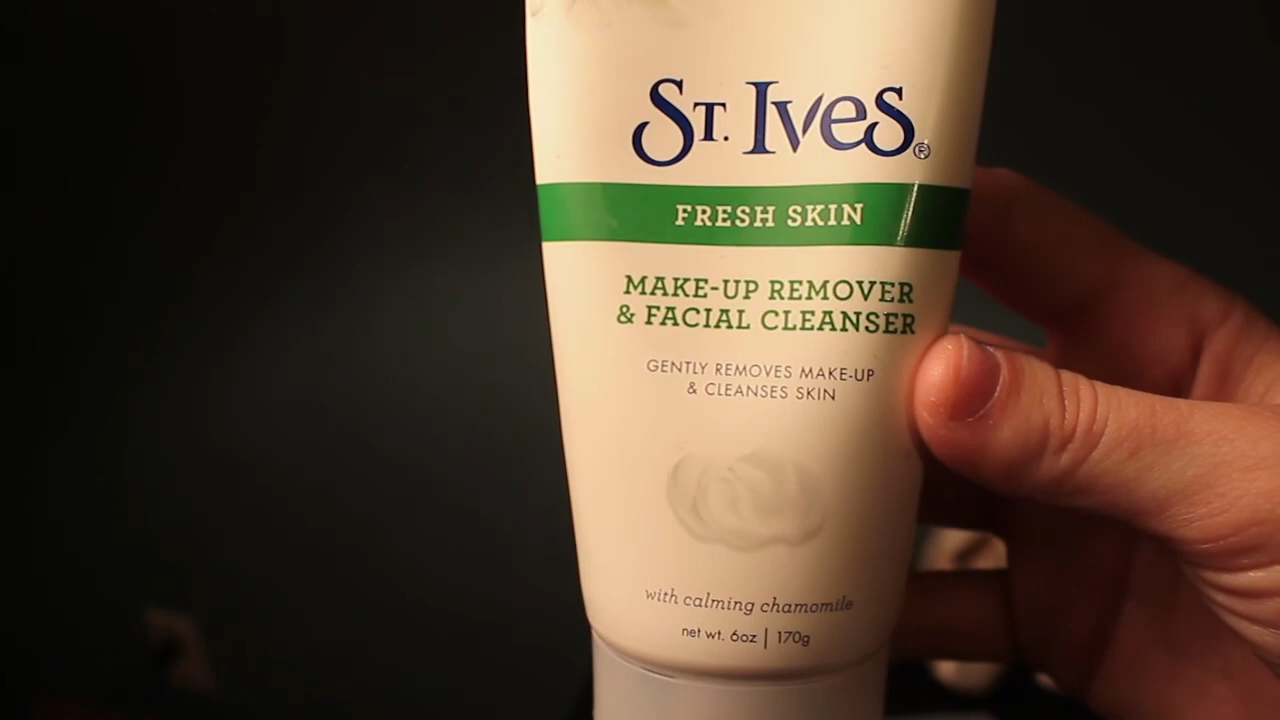 ST. IVES®
FRESH SKIN
MAKE-UP REMOVER
& FACIAL CLEANSER
GENTLY REMOVES MAKE-UP
& CLEANSES SKIN
with calming chamomile
net wt. 6oz | 170g